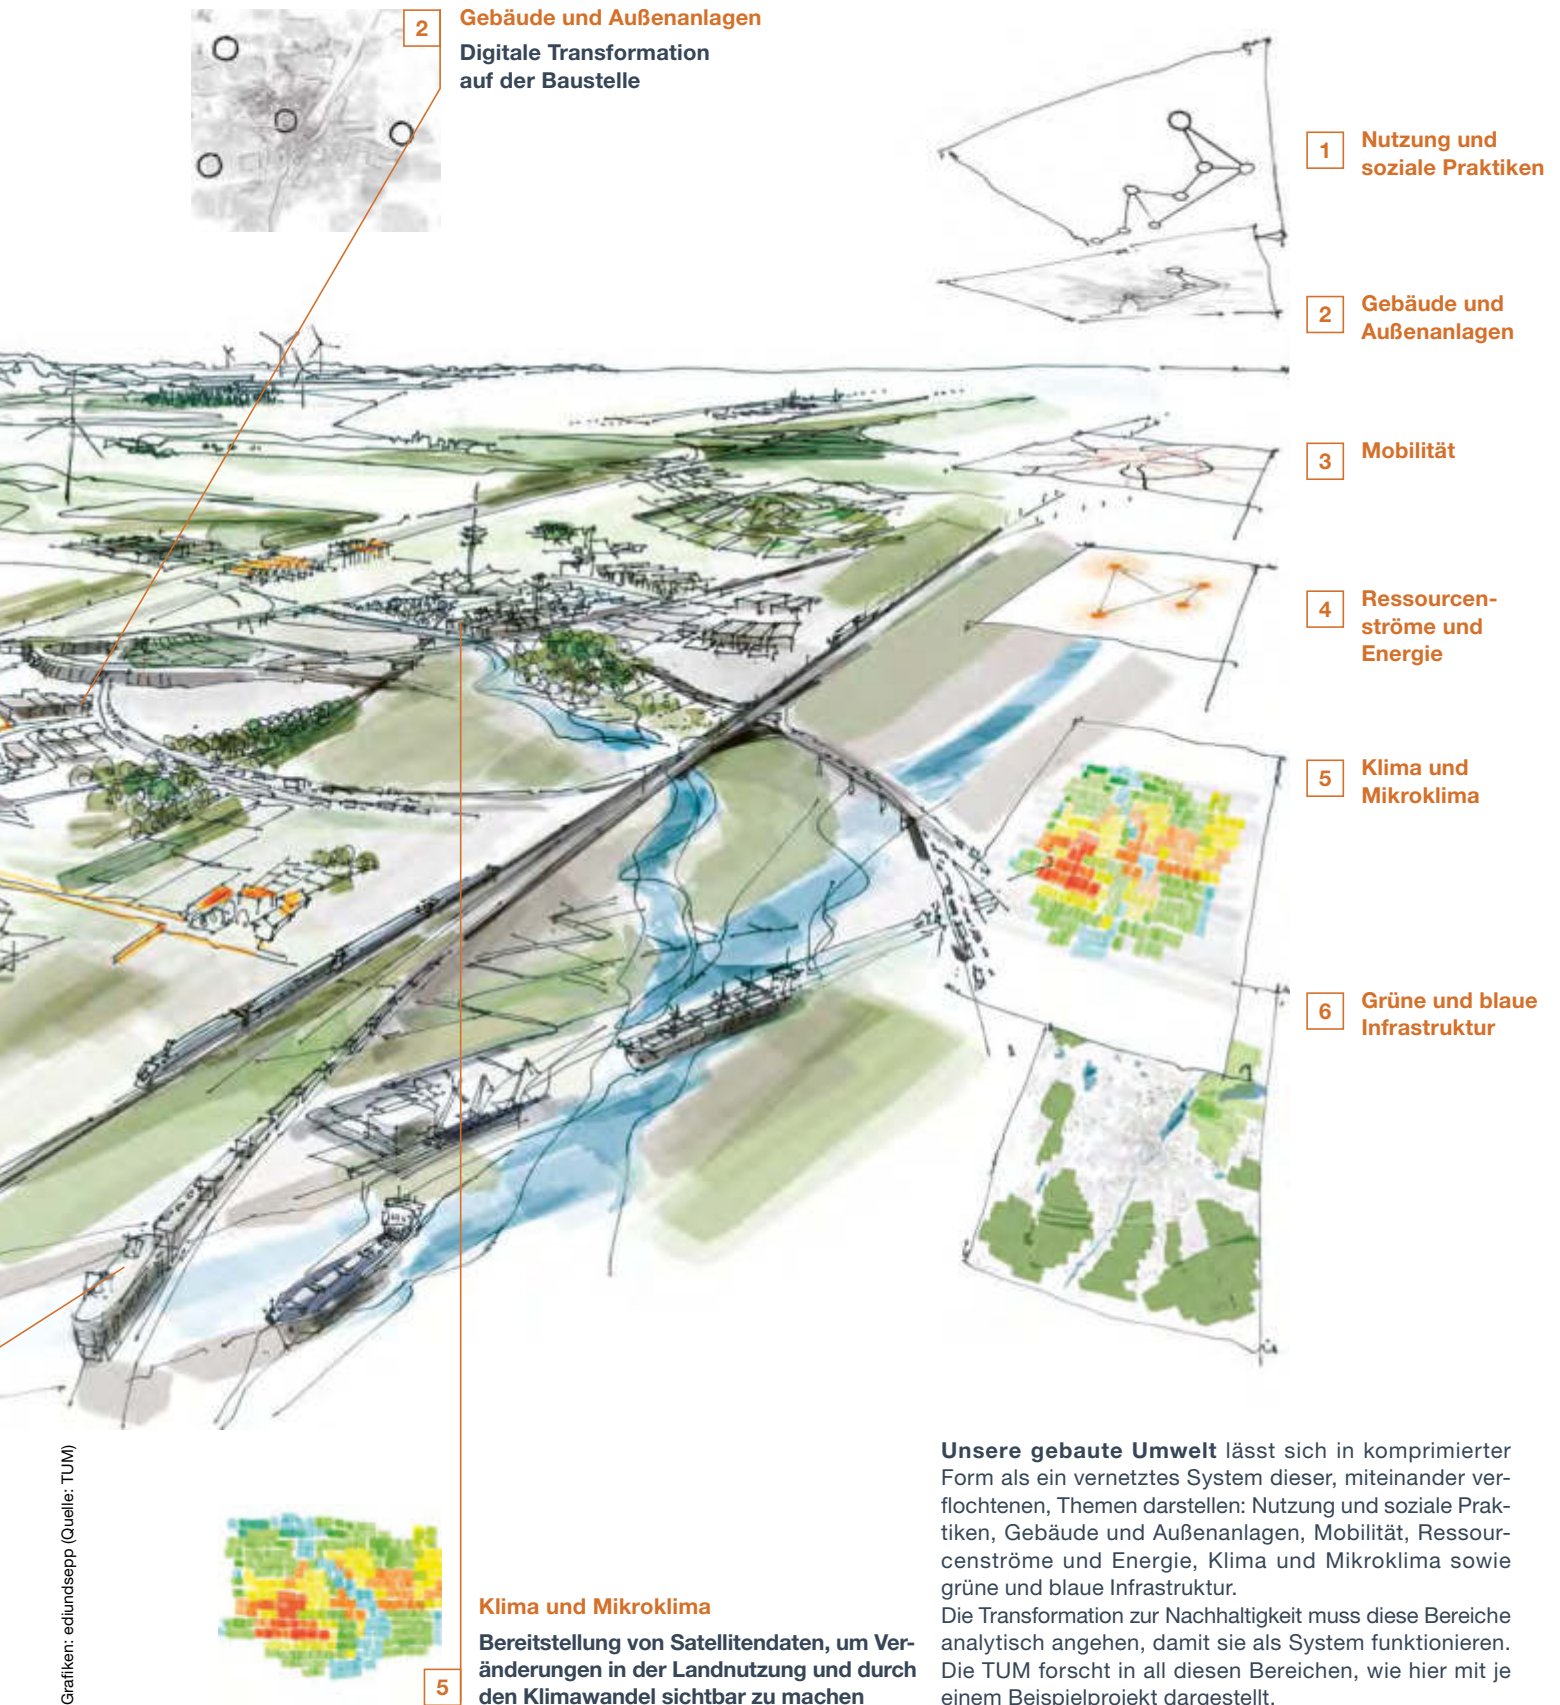 2
Gebäude und Außenanlagen
Digitale Transformation
auf der Baustelle
1
Nutzung und
soziale Praktiken
2
Gebäude und
Außenanlagen
3
Mobilität
4
Ressourcen-
ströme und
Energie
5
Klima und
Mikroklima
6
Grüne und blaue
Infrastruktur
Grafiken: ediundsepp (Quelle: TUM)
5
Klima und Mikroklima
Bereitstellung von Satellitendaten, um Ver-
änderungen in der Landnutzung und durch
den Klimawandel sichtbar zu machen
Unsere gebaute Umwelt lässt sich in komprimierter
Form als ein vernetztes System dieser, miteinander ver-
flochtenen, Themen darstellen: Nutzung und soziale Prak-
tiken, Gebäude und Außenanlagen, Mobilität, Ressour-
cenströme und Energie, Klima und Mikroklima sowie
grüne und blaue Infrastruktur.
Die Transformation zur Nachhaltigkeit muss diese Bereiche
analytisch angehen, damit sie als System funktionieren.
Die TUM forscht in all diesen Bereichen, wie hier mit je
einem Beispielprojekt dargestellt.